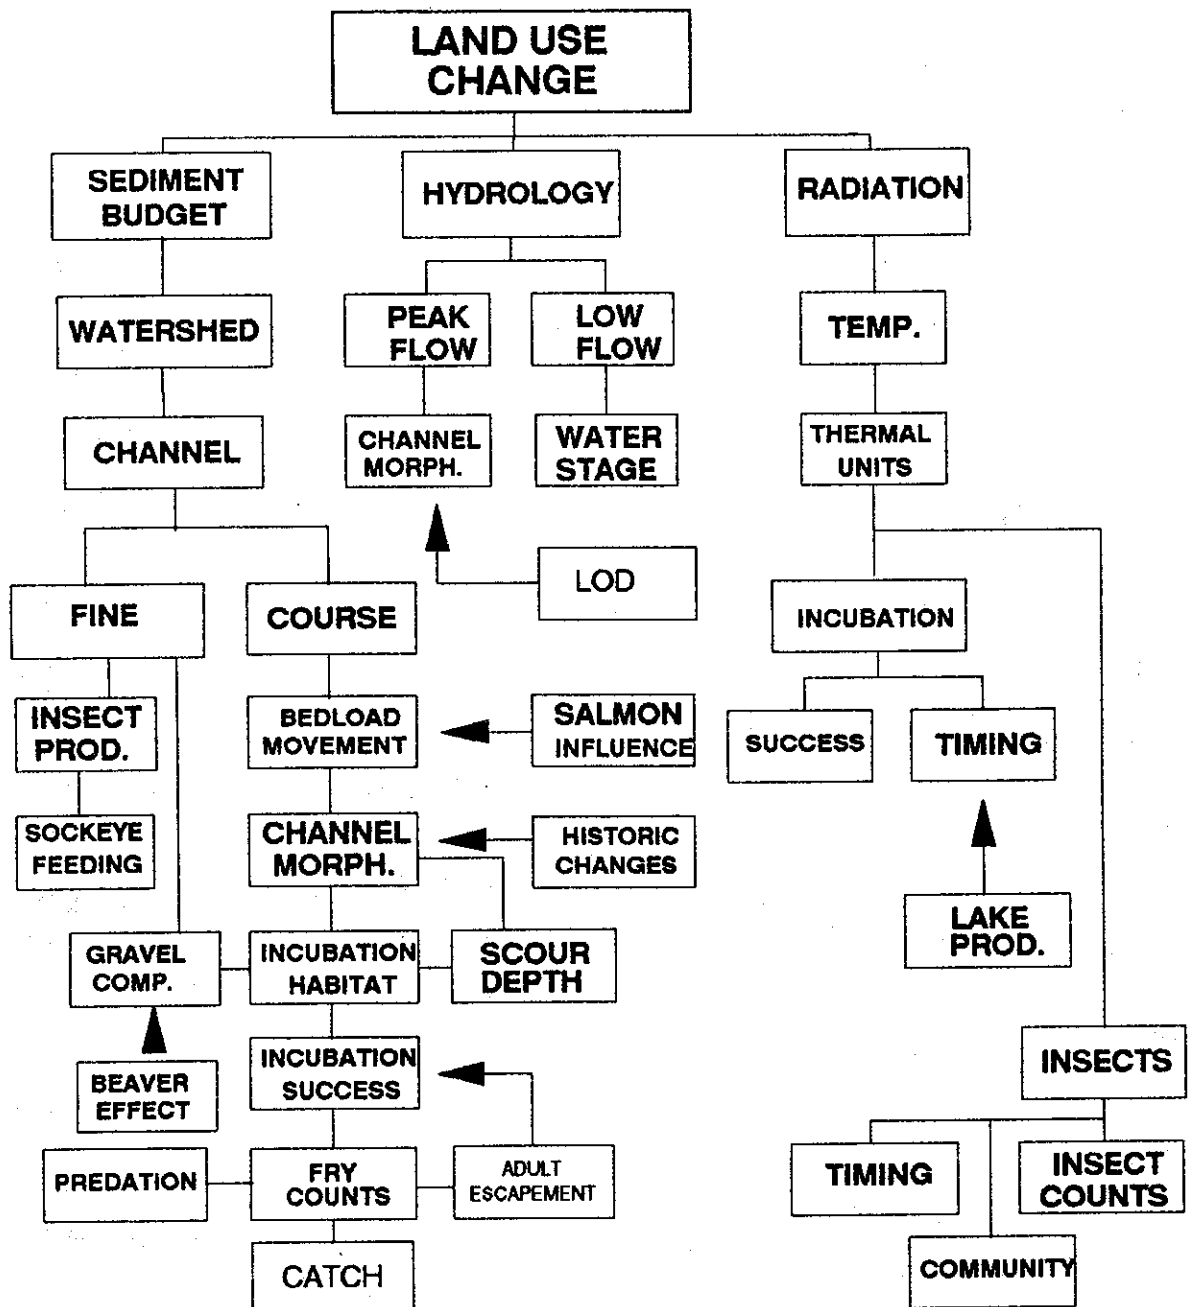 LAND USE
CHANGE
SEDIMENT
BUDGET
HYDROLOGY
RADIATION
WATERSHED
PEAK
FLOW
LOW
FLOW
TEMP.
CHANNEL
CHANNEL
MORPH.
WATER
STAGE
THERMAL
UNITS
LOD
FINE
COURSE
INCUBATION
INSECT
PROD.
BEDLOAD
MOVEMENT
SALMON
INFLUENCE
SUCCESS
TIMING
SOCKEYE
FEEDING
CHANNEL
MORPH.
HISTORIC
CHANGES
LAKE
PROD.
GRAVEL
COMP.
INCUBATION
HABITAT
SCOUR
DEPTH
BEAVER
EFFECT
INCUBATION
SUCCESS
INSECTS
PREDATION
FRY
COUNTS
ADULT
ESCAPEMENT
TIMING
INSECT
COUNTS
CATCH
COMMUNITY